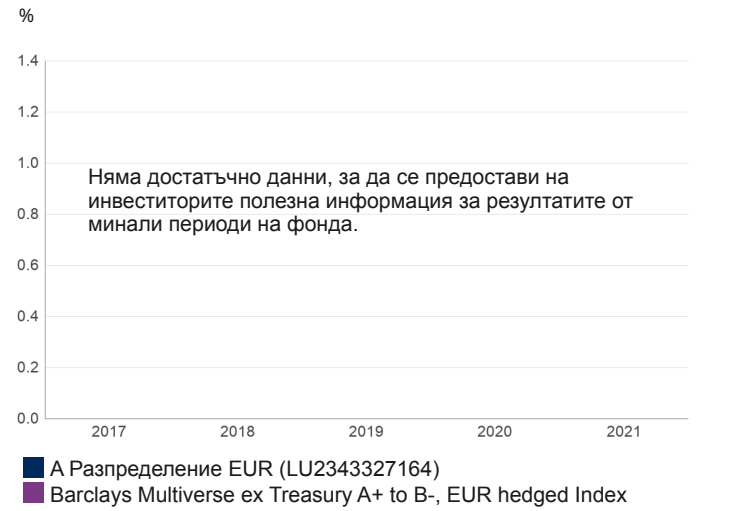 %
1.4
1.2
1.0
Няма достатъчно данни, за да се предостави на
инвеститорите полезна информация за резултатите от
0.8
минали периоди на фонда.
0.6
0.4
0.2
0.0
2017 2018 2019 2020 2021
А Разпределение EUR (LU2343327164)
Barclays Multiverse ex Treasury A+ to B-, EUR hedged Index